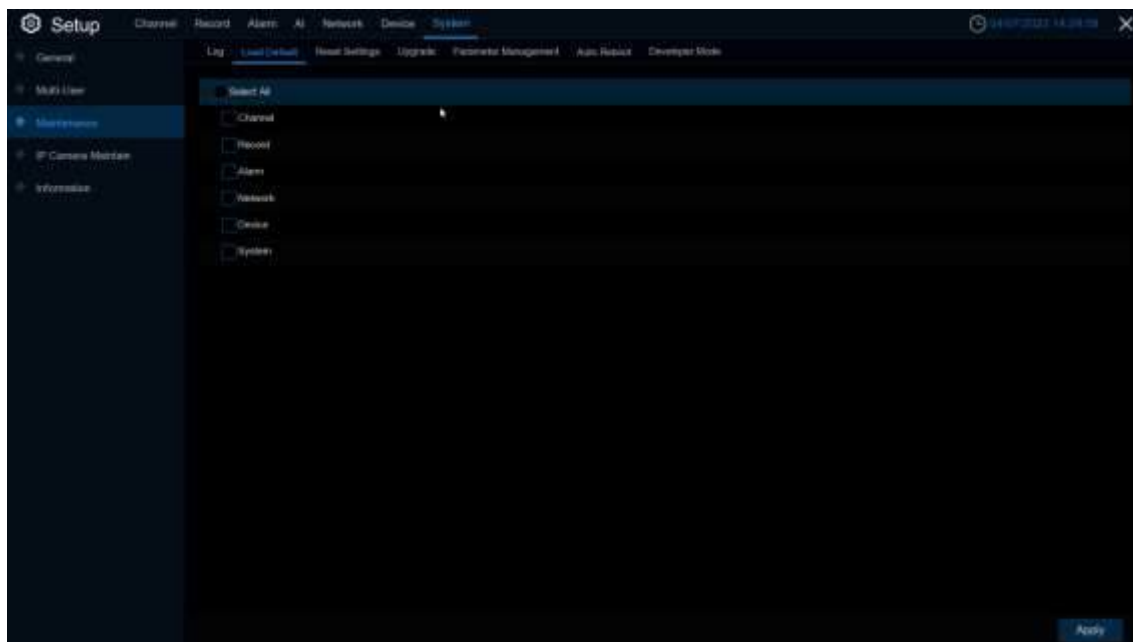 Setup Channel Record Alarm AI Network Device System
Log Load Default Reset Settings Upgrade Parameter Management Auto Reboot Developer Mode
General
Multi-User
Maintenance
IP Camera Maintain
Information
Select All
Channel
Record
Alarm
Network
Device
System
Apply